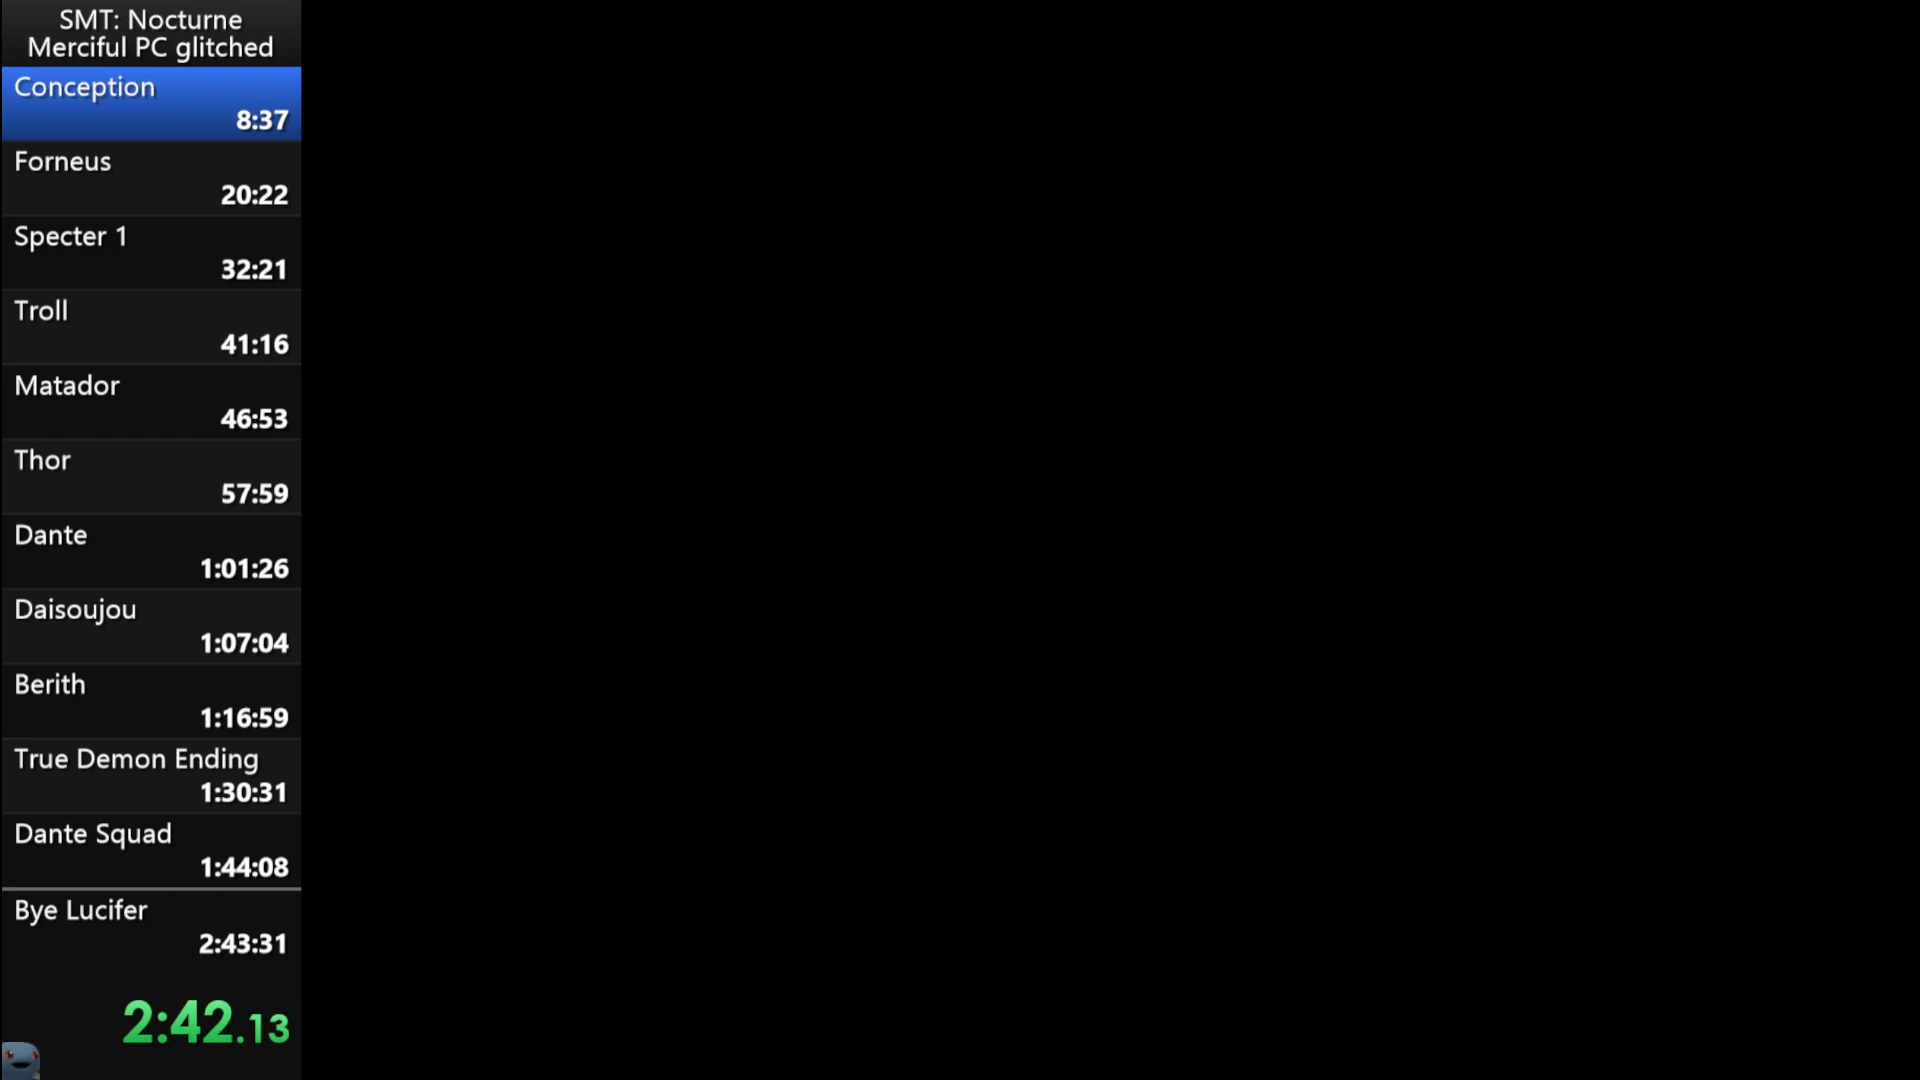 SMT: Nocturne
Merciful PC glitched
Conception
8:37
Forneus
20:22
Specter 1
32:21
Troll
41:16
Matador
46:53
Thor
57:59
Dante
1:01:26
Daisoujou
1:07:04
Berith
1:16:59
True Demon Ending
1:30:31
Dante Squad
1:44:08
Bye Lucifer
2:43:31
2:42.13